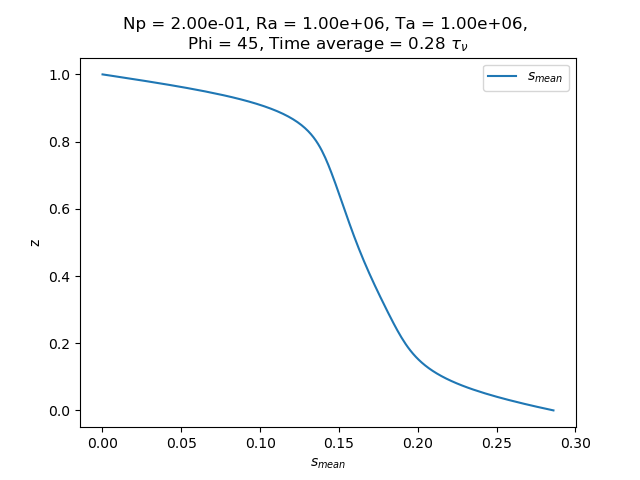 Np = 2.00e-01, Ra = 1.00e+06, Ta = 1.00e+06,
Phi = 45, Time average = 0.28 τν
s_mean
1.0
0.8
0.6
0.4
0.2
0.0
z
0.00 0.05 0.10 0.15 0.20 0.25 0.30
s_mean